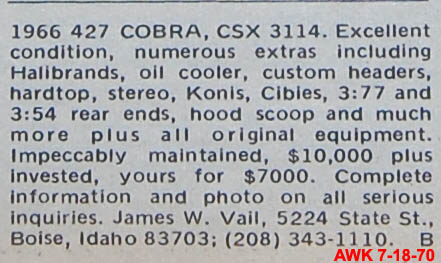 1966 427 COBRA, CSX 3114. Excellent
condition, numerous extras including
Halibrands, oil cooler, custom headers,
hardtop, stereo, Konis, Cibies, 3:77 and
3:54 rear ends, hood scoop and much
more plus all original equipment.
Impeccably maintained, $10,000 plus
invested, yours for $7000. Complete
information and photo on all serious
inquiries. James W. Vail, 5224 State St.,
Boise, Idaho 83703; (208) 343-1110. B
AWK 7-18-70